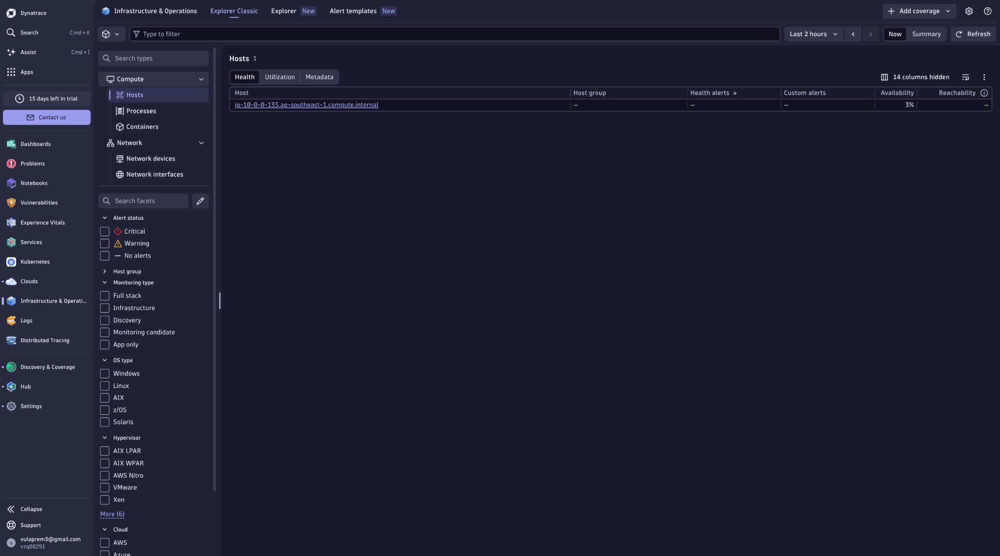 Dynatrace
Search Cmd + K
Assist Cmd + I
Apps
15 days left in trial
Contact us
Dashboards
Problems
Notebooks
Vulnerabilities
Experience Vitals
Services
Kubernetes
Clouds
Infrastructure & Operati...
Logs
Distributed Tracing
Discovery & Coverage
Hub
Settings
Collapse
Support
v
vulaprem3@gmail.com
vzq08291
Infrastructure & Operations Explorer Classic Explorer New Alert templates New Add coverage
Type to filter Last 2 hours Now Summary Refresh
Search types
Compute
Hosts
Processes
Containers
Network
Network devices
Network interfaces
Search facets
Alert status
Critical
Warning
— No alerts
Host group
Monitoring type
Full stack
Infrastructure
Discovery
Monitoring candidate
App only
OS type
Windows
Linux
AIX
z/OS
Solaris
Hypervisor
AIX LPAR
AIX WPAR
AWS Nitro
VMware
Xen
More (6)
Cloud
AWS
Azure
Hosts 1
Health Utilization Metadata 14 columns hidden
Host Host group Health alerts ↓ Custom alerts Availability Reachability
ip-10-0-0-135.ap-southeast-1.compute.internal — — — 3% —